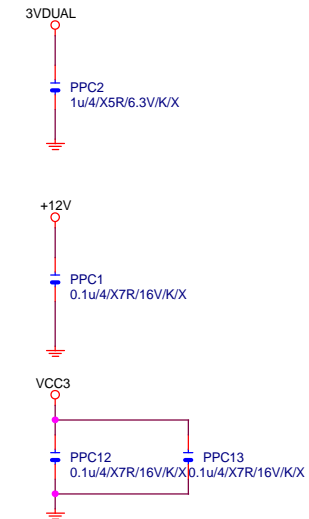 3VDUAL
PPC2
1u/4/X5R/6.3V/K/X
+12V
PPC1
0.1u/4/X7R/16V/K/X
VCC3
PPC12 PPC13
0.1u/4/X7R/16V/K/X 0.1u/4/X7R/16V/K/X